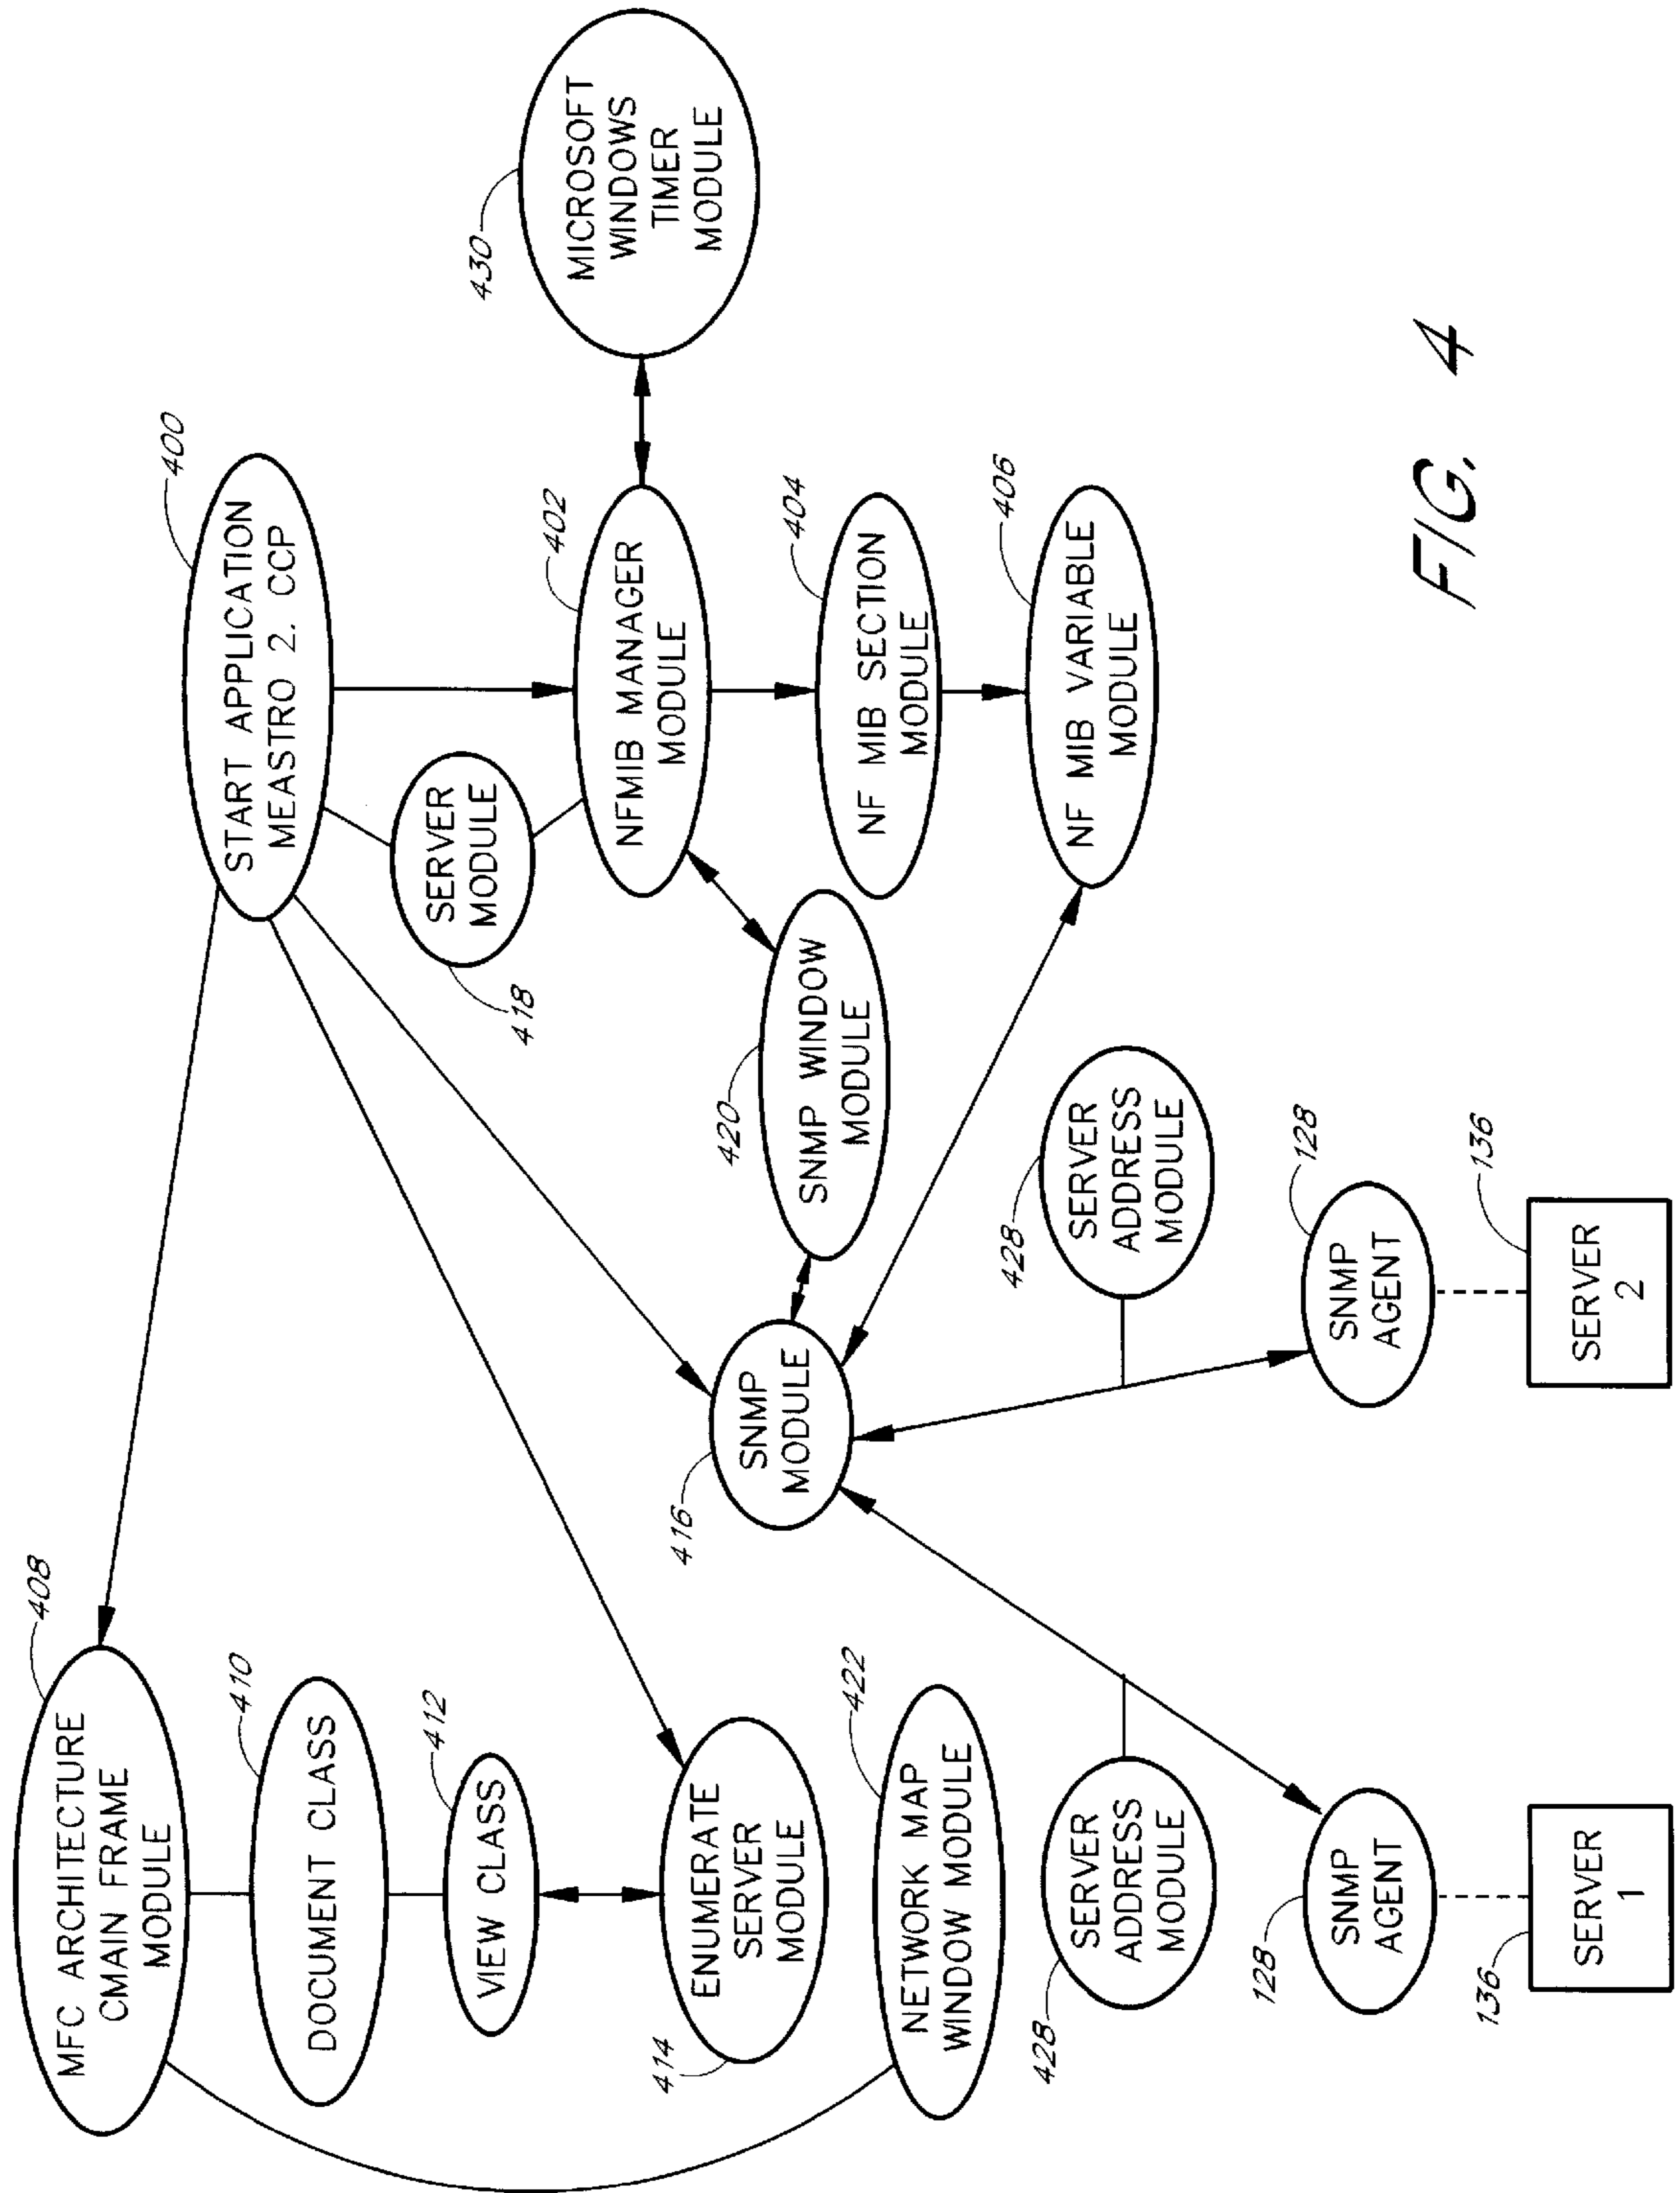 MFC ARCHITECTURE
CMAIN FRAME
MODULE
408
DOCUMENT CLASS
410
VIEW CLASS
412
ENUMERATE
SERVER
MODULE
414
NETWORK MAP
WINDOW MODULE
422
SERVER
ADDRESS
MODULE
428
SNMP
AGENT
128
SERVER
1
136
START APPLICATION
MEASTRO 2. CCP
400
SERVER
MODULE
418
NFMIB MANAGER
MODULE
402
MICROSOFT
WINDOWS
TIMER
MODULE
430
NF MIB SECTION
MODULE
404
NF MIB VARIABLE
MODULE
406
SNMP WINDOW
MODULE
420
SNMP
MODULE
416
SERVER
ADDRESS
MODULE
428
SNMP
AGENT
128
SERVER
2
136
FIG. 4